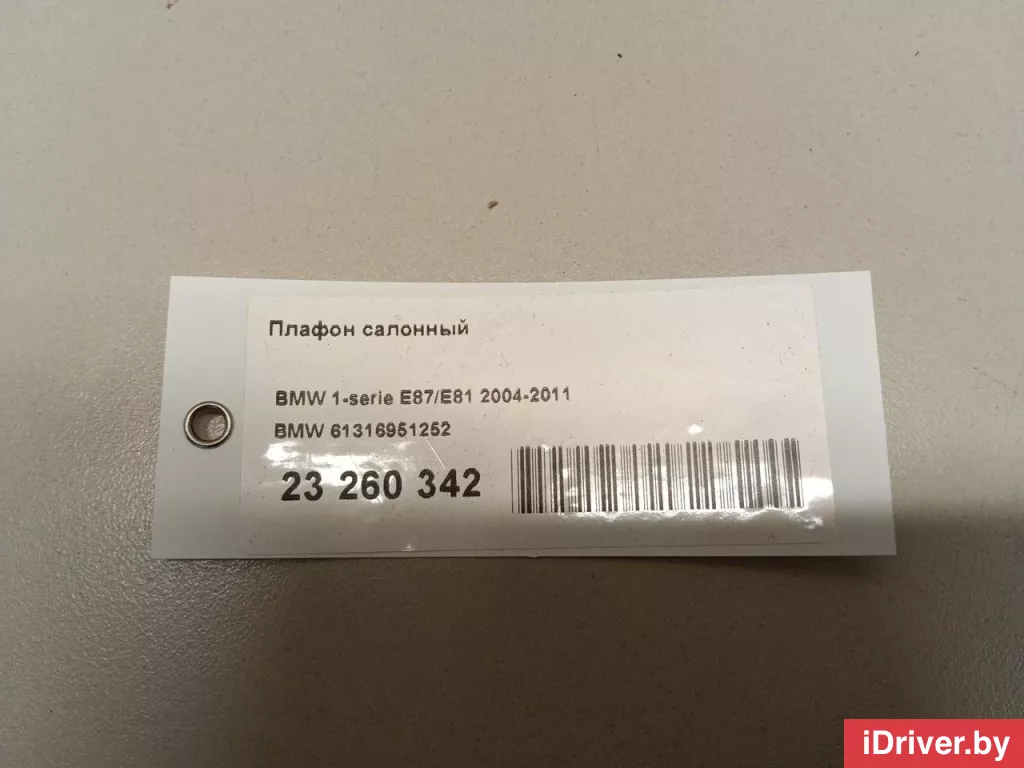 Плафон салонный
BMW 1-serie E87/E81 2004-2011
BMW 61316951252
23 260 342
iDriver.by